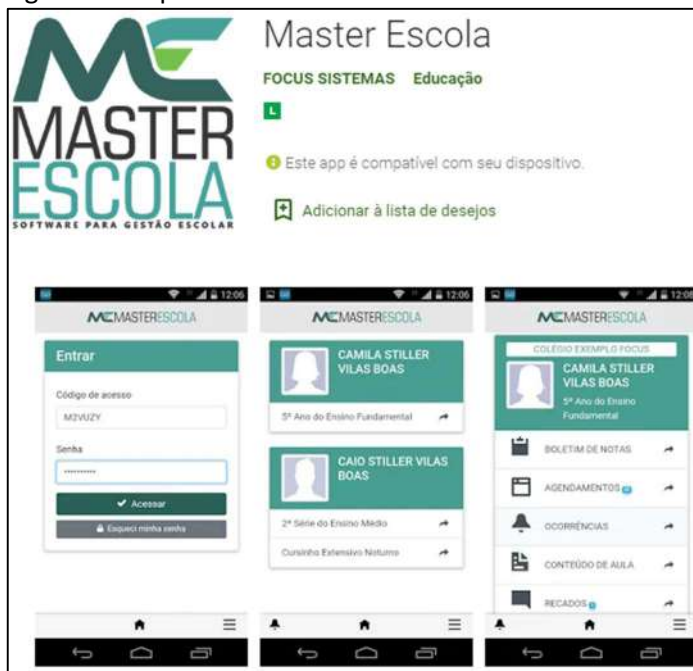 MASTER
ESCOLA
SOFTWARE PARA GESTÃO ESCOLAR
Master Escola
FOCUS SISTEMAS Educação
L
Este app é compatível com seu dispositivo.
Adicionar à lista de desejos
12:06
MASTERESCOLA
Entrar
Código de acesso
M2VUZY
Senha
Acessar
Esqueci minha senha
12:06
MASTERESCOLA
CAMILA STILLER
VILAS BOAS
5º Ano do Ensino Fundamental
CAIO STILLER VILAS
BOAS
2ª Série do Ensino Médio
Cursinho Extensivo Noturno
12:06
MASTERESCOLA
COLÉGIO EXEMPLO FOCUS
CAMILA STILLER
VILAS BOAS
5º Ano do Ensino
Fundamental
BOLETIM DE NOTAS
AGENDAMENTOS
OCORRÊNCIAS
CONTEÚDO DE AULA
RECADOS